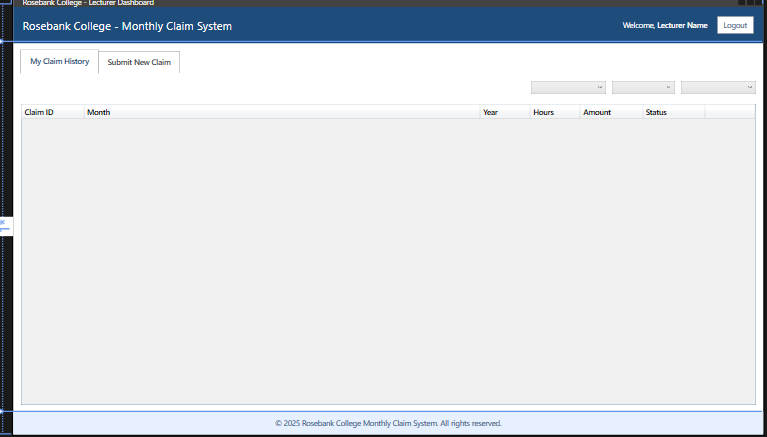 Rosebank College - Lecturer Dashboard
Rosebank College - Monthly Claim System
Welcome, Lecturer Name
Logout
My Claim History
Submit New Claim
Claim ID Month Year Hours Amount Status
© 2025 Rosebank College Monthly Claim System. All rights reserved.